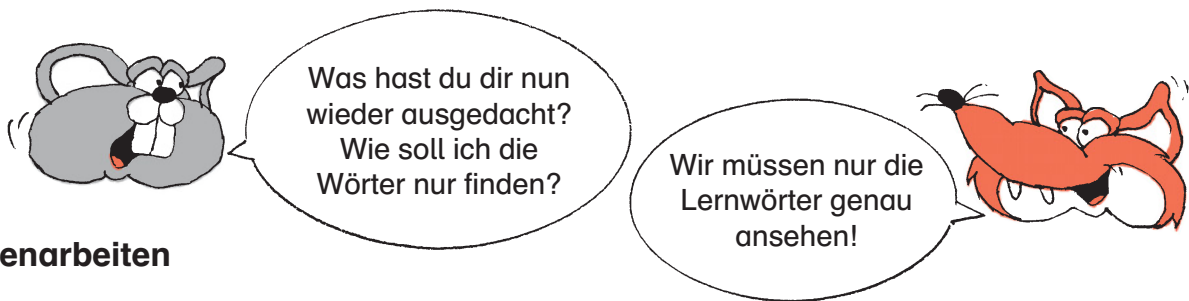 Was hast du dir nun
wieder ausgedacht?
Wie soll ich die
Wörter nur finden?
Wir müssen nur die
Lernwörter genau
ansehen!
enarbeiten